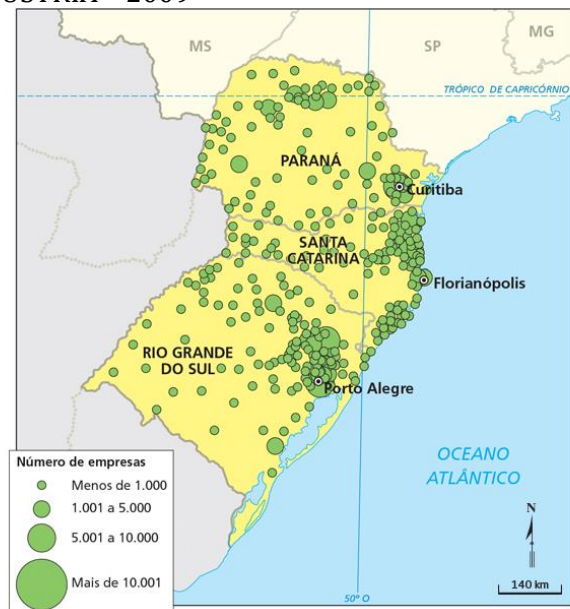 MS
SP
MG
TRÓPICO DE CAPRICÓRNIO
PARANÁ
Curitiba
SANTA
CATARINA
Florianópolis
RIO GRANDE
DO SUL
Porto Alegre
OCEANO
ATLÂNTICO
Número de empresas
Menos de 1.000
1.001 a 5.000
5.001 a 10.000
Mais de 10.001
N
140 km
50° O